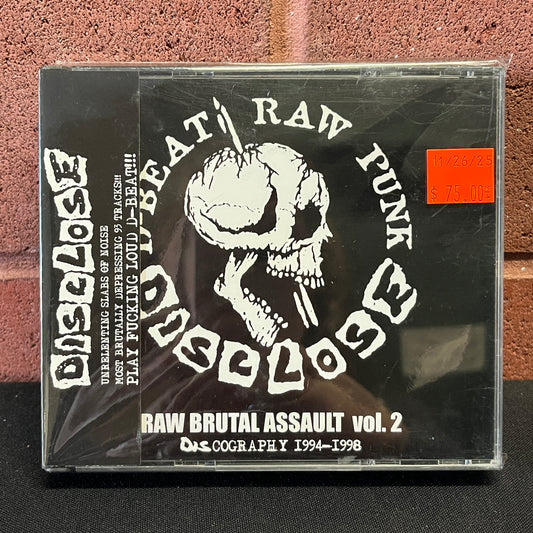 DISCLOSE
UNRELENTING SLABS OF NOISE
MOST BRUTALLY DEPRESSING 95 TRACKS!!!
PLAY FUCKING LOUD D-BEAT!!!
D-BEAT RAW PUNK
DISCLOSE
RAW BRUTAL ASSAULT vol. 2
DISCOGRAPHY 1994-1998
11/26/25
$ 75.00